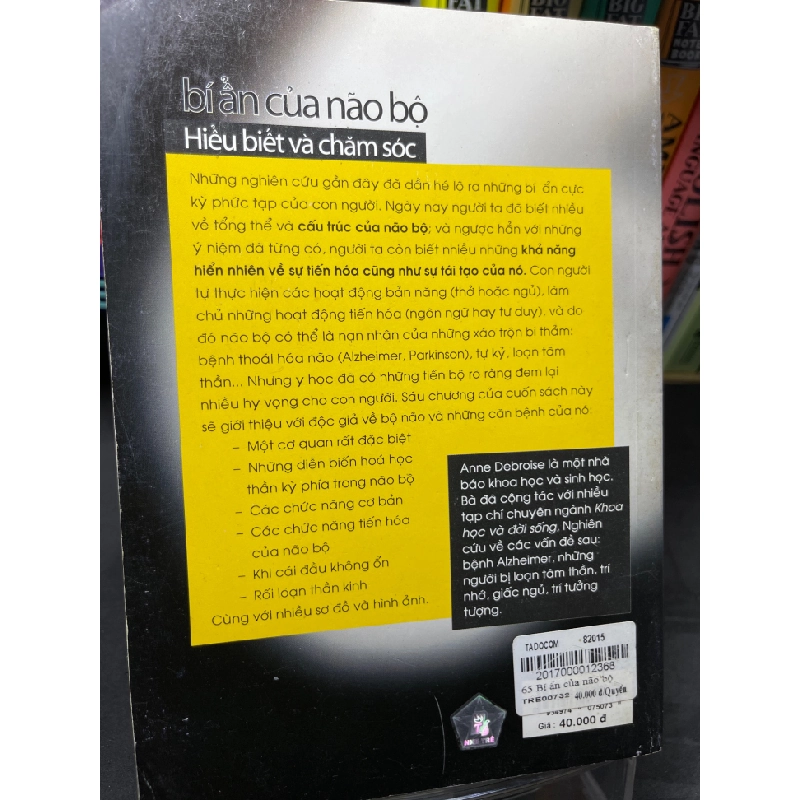 bí ẩn của não bộ
Hiểu biết và chăm sóc
Những nghiên cứu gần đây đã dần hé lộ ra những bí ẩn cực
kỳ phức tạp của con người. Ngày nay người ta đã biết nhiều
về tổng thể và cấu trúc của não bộ; và ngược hẳn với những
ý niệm đã từng có, người ta còn biết nhiều những khả năng
hiển nhiên về sự tiến hóa cũng như sự tái tạo của nó. Con người
tự thực hiện các hoạt động bản năng (thở hoặc ngủ), làm
chủ những hoạt động tiến hóa (ngôn ngữ hay tư duy), và do
đó não bộ có thể là nạn nhân của những xáo trộn bi thảm:
bệnh thoái hóa não (Alzheimer, Parkinson), tự kỷ, loạn tâm
thần... Nhưng y học đã có những tiến bộ rõ ràng đem lại
nhiều hy vọng cho con người. Sáu chương của cuốn sách này
sẽ giới thiệu với độc giả về bộ não và những căn bệnh của nó:
– Một cơ quan rất đặc biệt
– Những diễn biến hoá học
thần kỳ phía trong não bộ
– Các chức năng cơ bản
– Các chức năng tiến hóa
của não bộ
– Khi cái đầu không ổn
– Rối loạn thần kinh
Cùng với nhiều sơ đồ và hình ảnh.
Anne Debroise là một nhà
báo khoa học và sinh học.
Bà đã cộng tác với nhiều
tạp chí chuyên ngành Khoa
học và đời sống, Nghiên
cứu về các vấn đề sau:
bệnh Alzheimer, những
người bị loạn tâm thần, trí
nhớ, giấc ngủ, trí tưởng
tượng.
TADOCOM 82015
2017000012368
65 Bí ẩn của não bộ
40.000 đ/Quyển
Giá: 40.000 đ